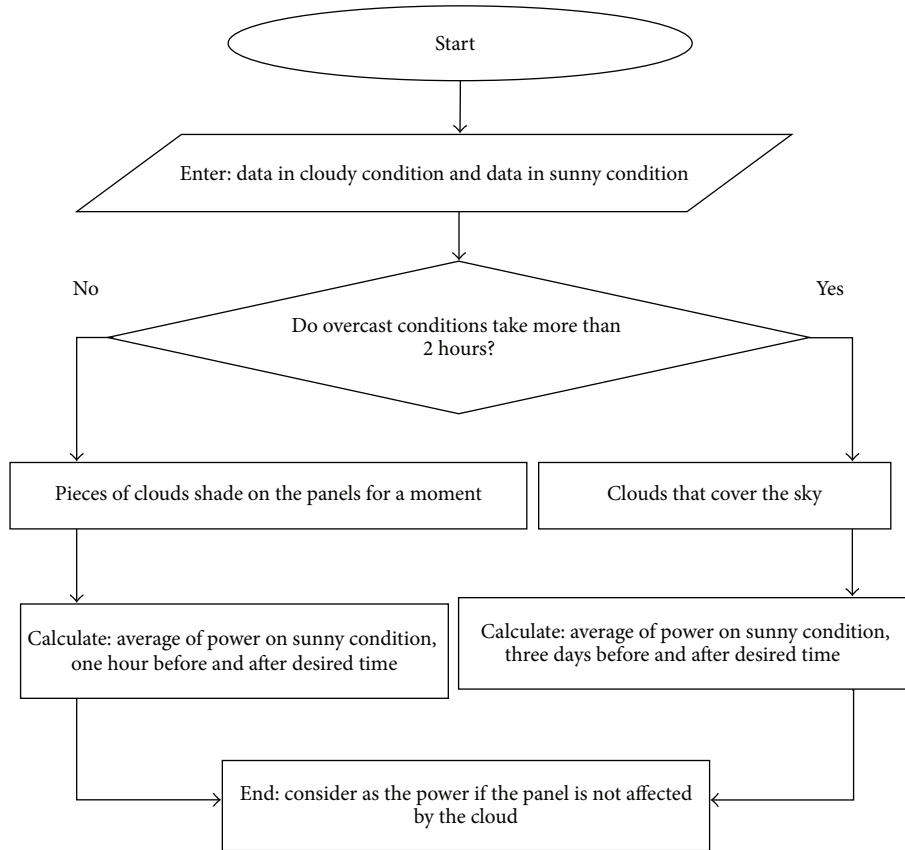 Start
Enter: data in cloudy condition and data in sunny condition
No
Yes
Do overcast conditions take more than
2 hours?
Pieces of clouds shade on the panels for a moment
Clouds that cover the sky
Calculate: average of power on sunny condition,
one hour before and after desired time
Calculate: average of power on sunny condition,
three days before and after desired time
End: consider as the power if the panel is not affected
by the cloud